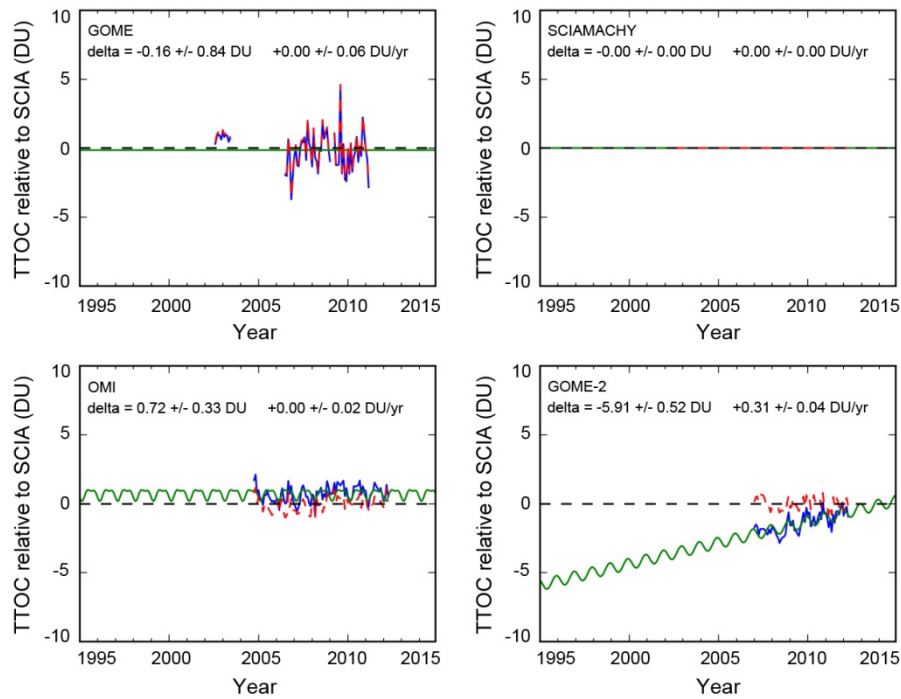 TTOC relative to SCIA (DU)
10
5
0
-5
-10
GOME
delta = -0.16 +/- 0.84 DU +0.00 +/- 0.06 DU/yr
1995 2000 2005 2010 2015
Year
TTOC relative to SCIA (DU)
10
5
0
-5
-10
SCIAMACHY
delta = -0.00 +/- 0.00 DU +0.00 +/- 0.00 DU/yr
1995 2000 2005 2010 2015
Year
TTOC relative to SCIA (DU)
10
5
0
-5
-10
OMI
delta = 0.72 +/- 0.33 DU +0.00 +/- 0.02 DU/yr
1995 2000 2005 2010 2015
Year
TTOC relative to SCIA (DU)
10
5
0
-5
-10
GOME-2
delta = -5.91 +/- 0.52 DU +0.31 +/- 0.04 DU/yr
1995 2000 2005 2010 2015
Year